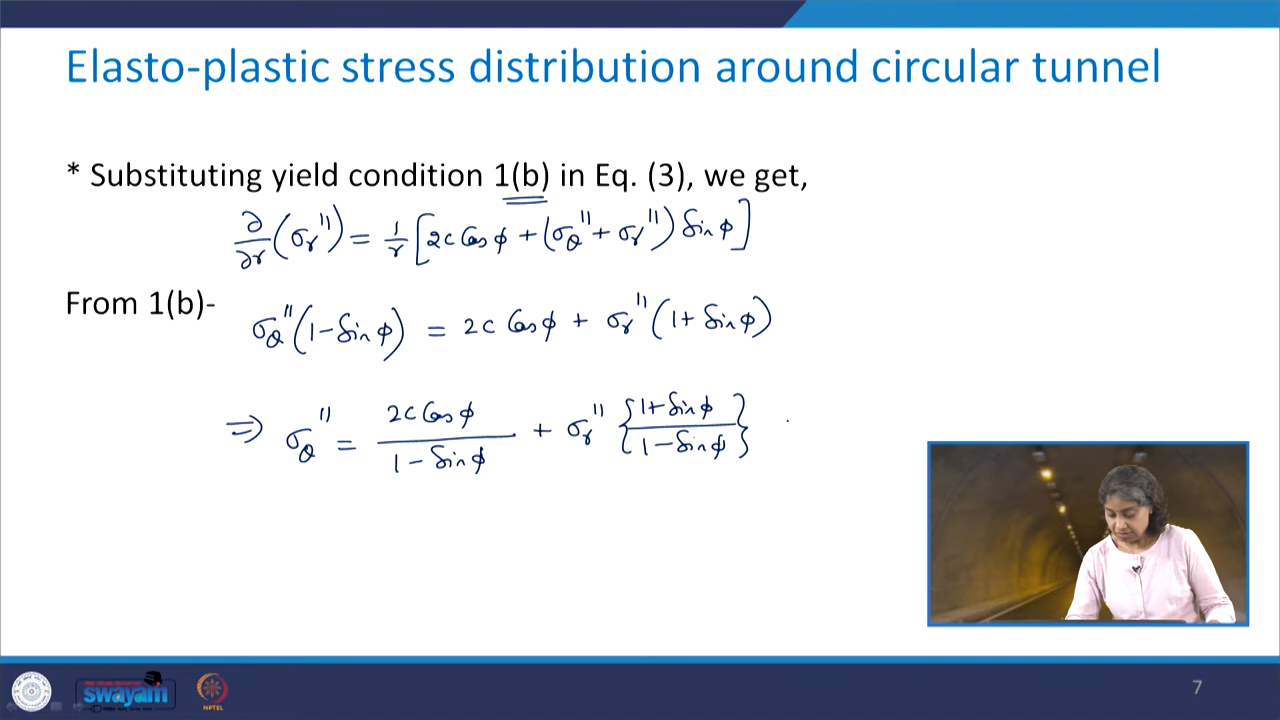 Elasto-plastic stress distribution around circular tunnel
* Substituting yield condition 1(b) in Eq. (3), we get,
∂/∂r (σr'') = 1/r [2c Cos ϕ + (σθ'' + σr'') Sin ϕ]
From 1(b)-
σθ'' (1 - Sin ϕ) = 2c Cos ϕ + σr'' (1 + Sin ϕ)
⇒ σθ'' = 2c Cos ϕ / 1 - Sin ϕ + σr'' {1 + Sin ϕ / 1 - Sin ϕ}
swayam
NPTEL
7